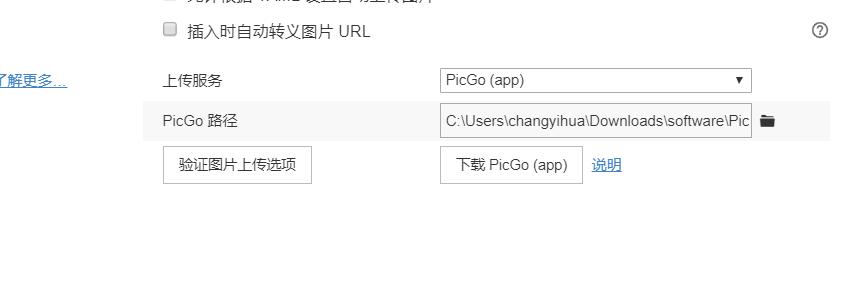 插入时自动转义图片 URL
了解更多...
上传服务
PicGo (app)
PicGo 路径
C:\Users\changyihua\Downloads\software\Pic
验证图片上传选项
下载 PicGo (app)
说明